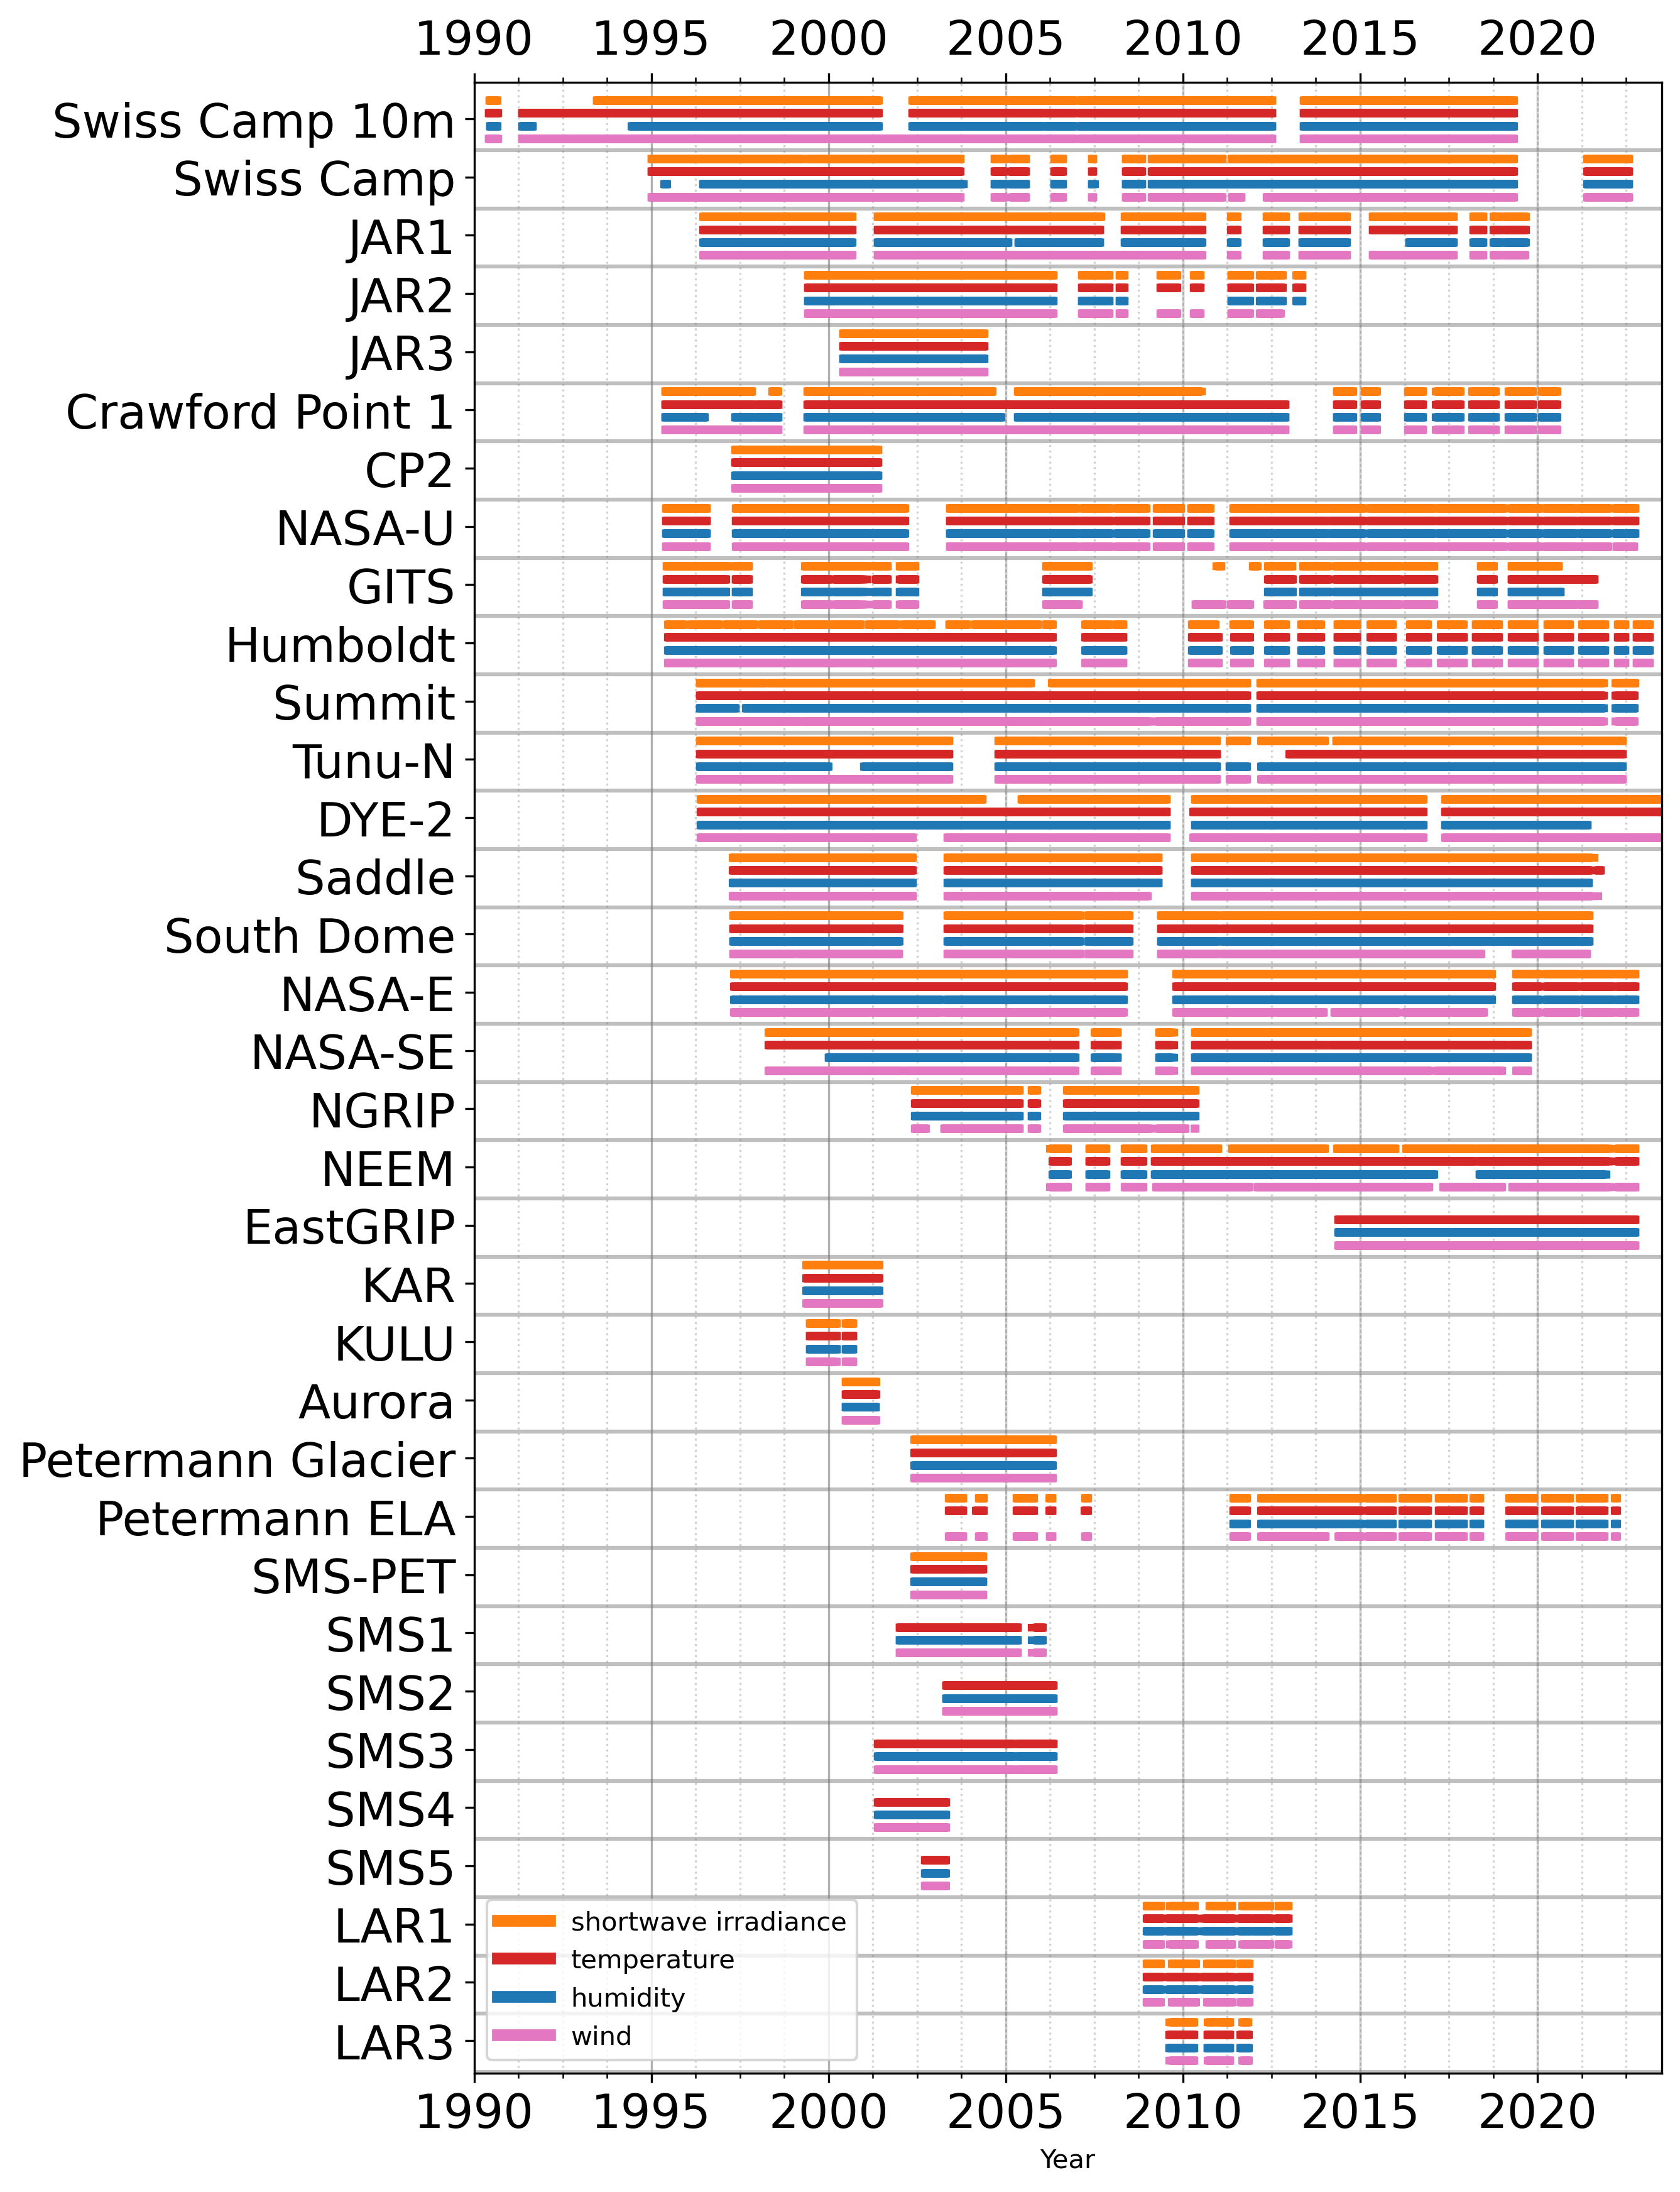 1990 1995 2000 2005 2010 2015 2020
Swiss Camp 10m
Swiss Camp
JAR1
JAR2
JAR3
Crawford Point 1
CP2
NASA-U
GITS
Humboldt
Summit
Tunu-N
DYE-2
Saddle
South Dome
NASA-E
NASA-SE
NGRIP
NEEM
EastGRIP
KAR
KULU
Aurora
Petermann Glacier
Petermann ELA
SMS-PET
SMS1
SMS2
SMS3
SMS4
SMS5
LAR1
LAR2
LAR3
shortwave irradiance
temperature
humidity
wind
1990 1995 2000 2005 2010 2015 2020
Year